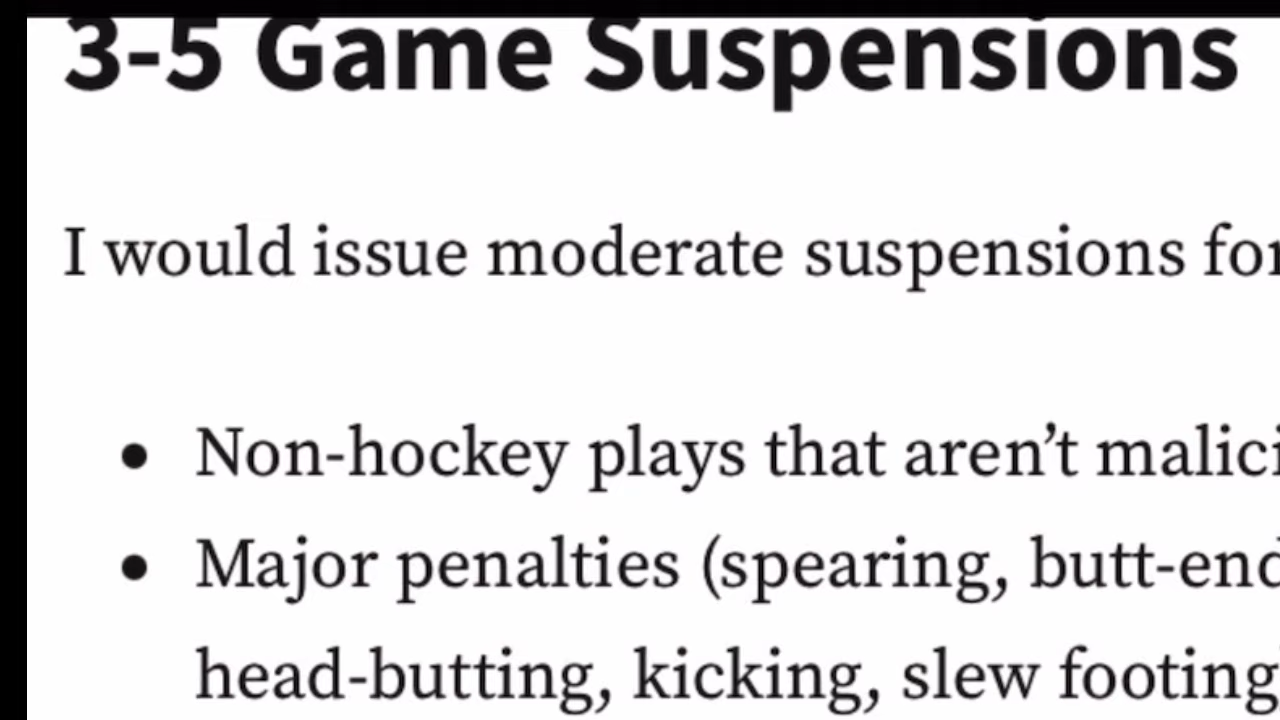 3-5 Game Suspensions
I would issue moderate suspensions for
• Non-hockey plays that aren’t malici
• Major penalties (spearing, butt-end
head-butting, kicking, slew footing